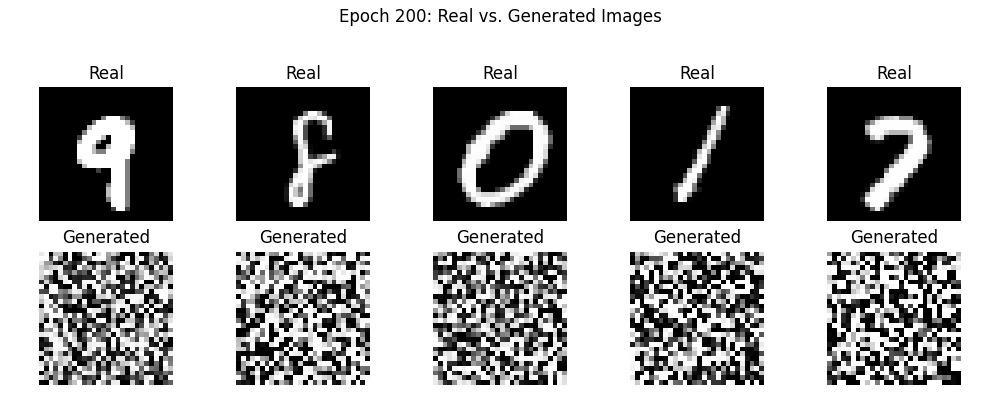 Epoch 200: Real vs. Generated Images
Real Real Real Real Real
9 8 0 1 7
Generated Generated Generated Generated Generated